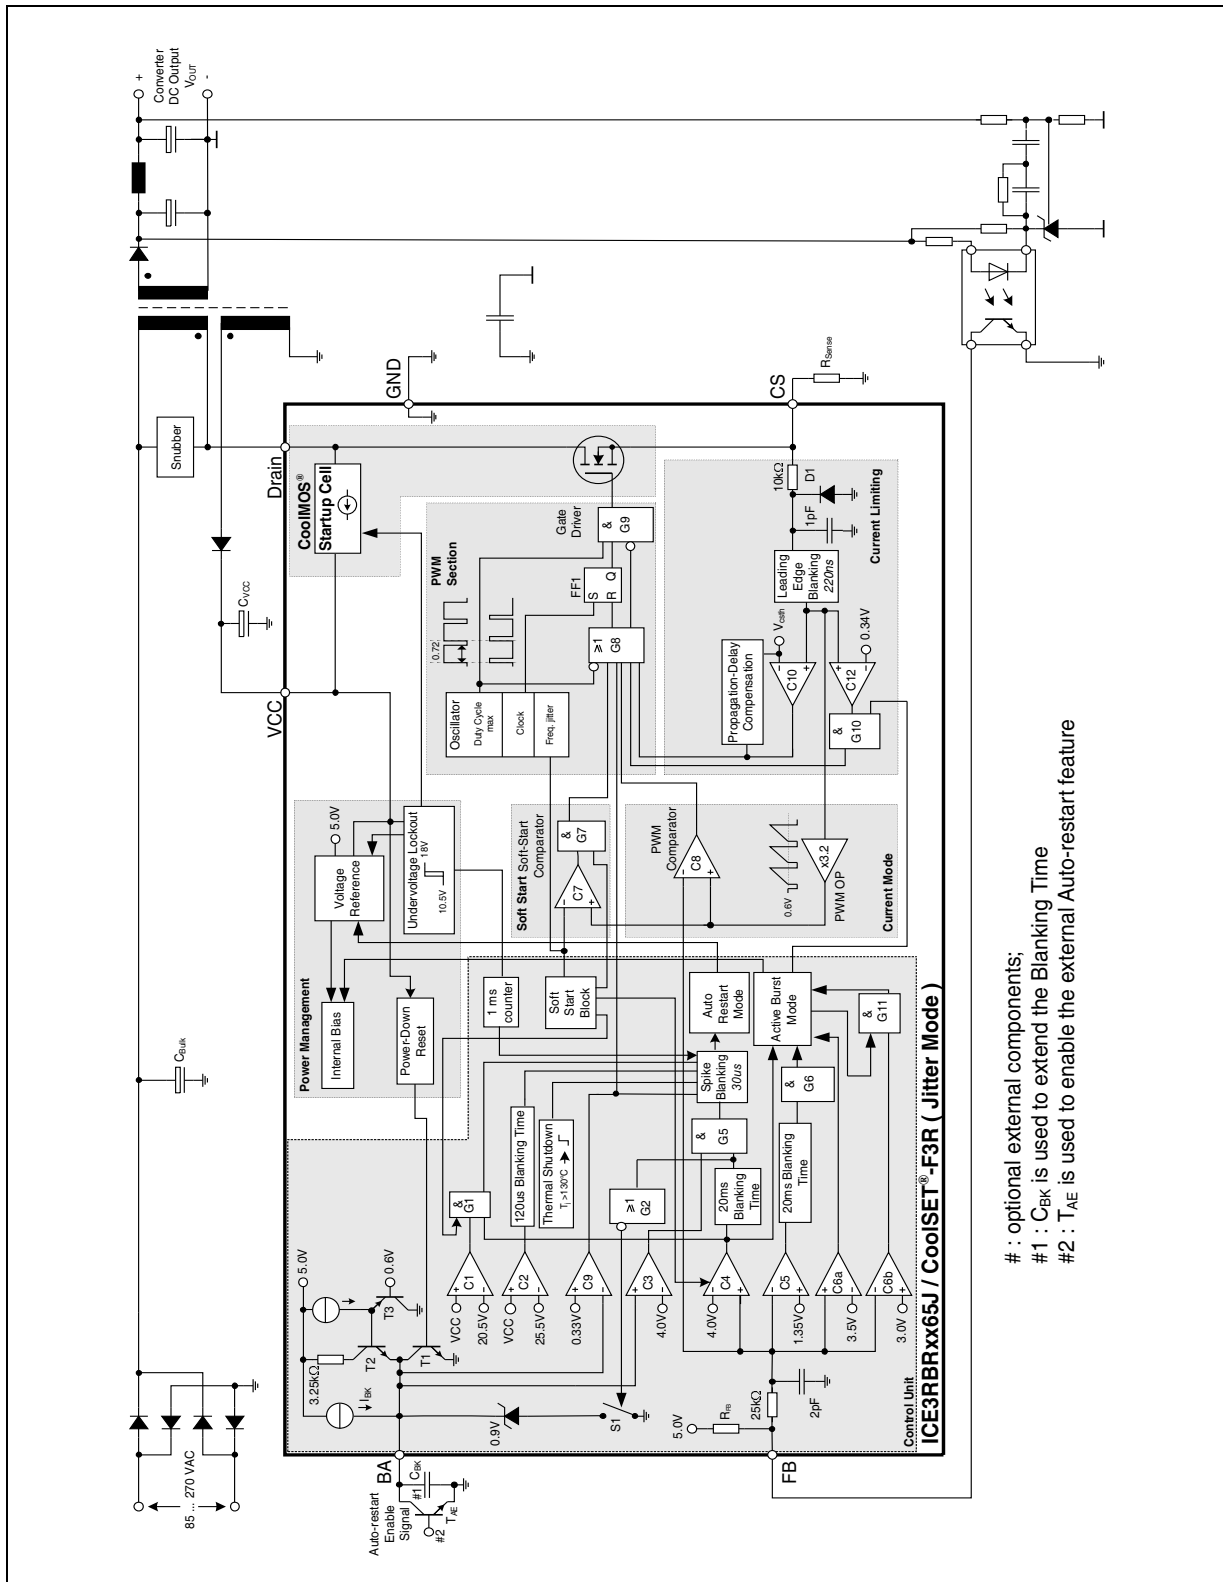 +
Converter
DC Output
VOUT
-
Snubber
CBulk
85 ... 270 VAC
CVCC
VCC
Drain
GND
CS
RSense
BA
FB
CoolMOS®
Startup Cell
Power Management
Internal Bias
Voltage
Reference
5.0V
Undervoltage Lockout
18V
10.5V
Power-Down
Reset
PWM
Section
0.72
Oscillator
Duty Cycle
max
Clock
Freq. jitter
Gate
Driver
&
G9
FF1
S
R
Q
≥1
G8
Soft Start
Soft-Start
Comparator
&
G7
C7
-
+
Soft
Start
Block
1 ms
counter
PWM
Comparator
C8
-
+
0.6V
x3.2
PWM OP
Current Mode
Current Limiting
10kΩ
D1
1pF
Leading
Edge
Blanking
220ns
Propagation-Delay
Compensation
Vcsth
C10
-
+
C12
+
-
0.34V
&
G10
5.0V
3.25kΩ
IBK
T2
T3
0.6V
T1
0.9V
S1
VCC
20.5V
+
-
C1
&
G1
VCC
25.5V
+
-
C2
120us Blanking Time
Thermal Shutdown
Tj >130°C
0.33V
+
-
C9
4.0V
+
-
C3
≥1
G2
4.0V
-
+
C4
20ms
Blanking
Time
&
G5
Spike
Blanking
30us
Auto
Restart
Mode
1.35V
-
+
C5
20ms Blanking
Time
&
G6
Active Burst
Mode
3.5V
+
-
C6a
3.0V
-
+
C6b
&
G11
5.0V
RFB
25kΩ
2pF
Control Unit
ICE3RBRxx65J / CoolSET®-F3R ( Jitter Mode )
Auto-restart
Enable
Signal
#1
CBK
#2
TAE
# : optional external components;
#1 : CBK is used to extend the Blanking Time
#2 : TAE is used to enable the external Auto-restart feature